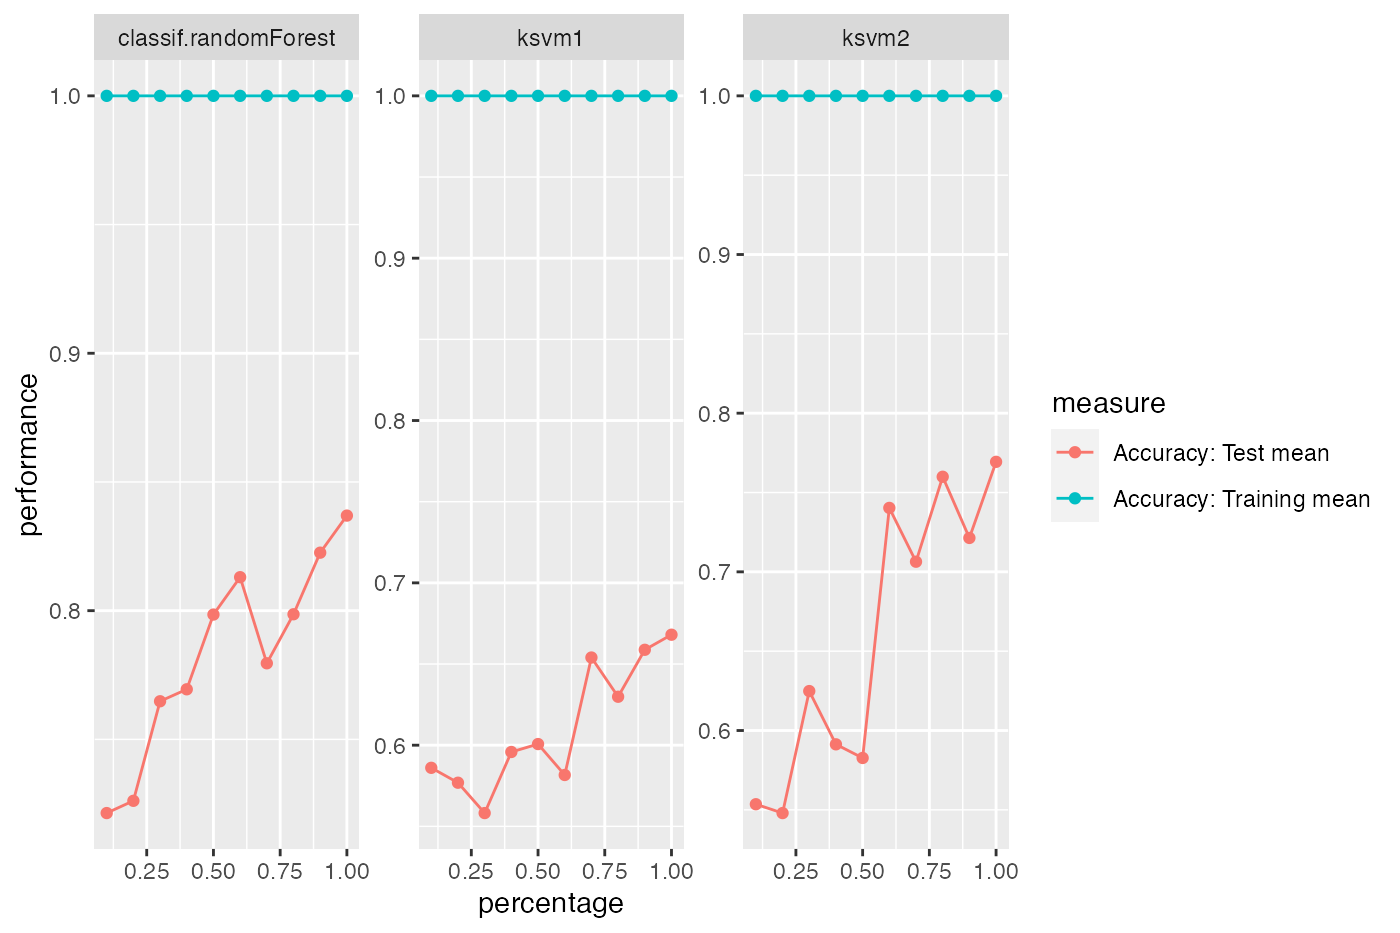 classif.randomForest
ksvm1
ksvm2
performance
1.0
0.9
0.8
1.0
0.9
0.8
0.7
0.6
1.0
0.9
0.8
0.7
0.6
0.25 0.50 0.75 1.00
0.25 0.50 0.75 1.00
0.25 0.50 0.75 1.00
percentage
measure
Accuracy: Test mean
Accuracy: Training mean